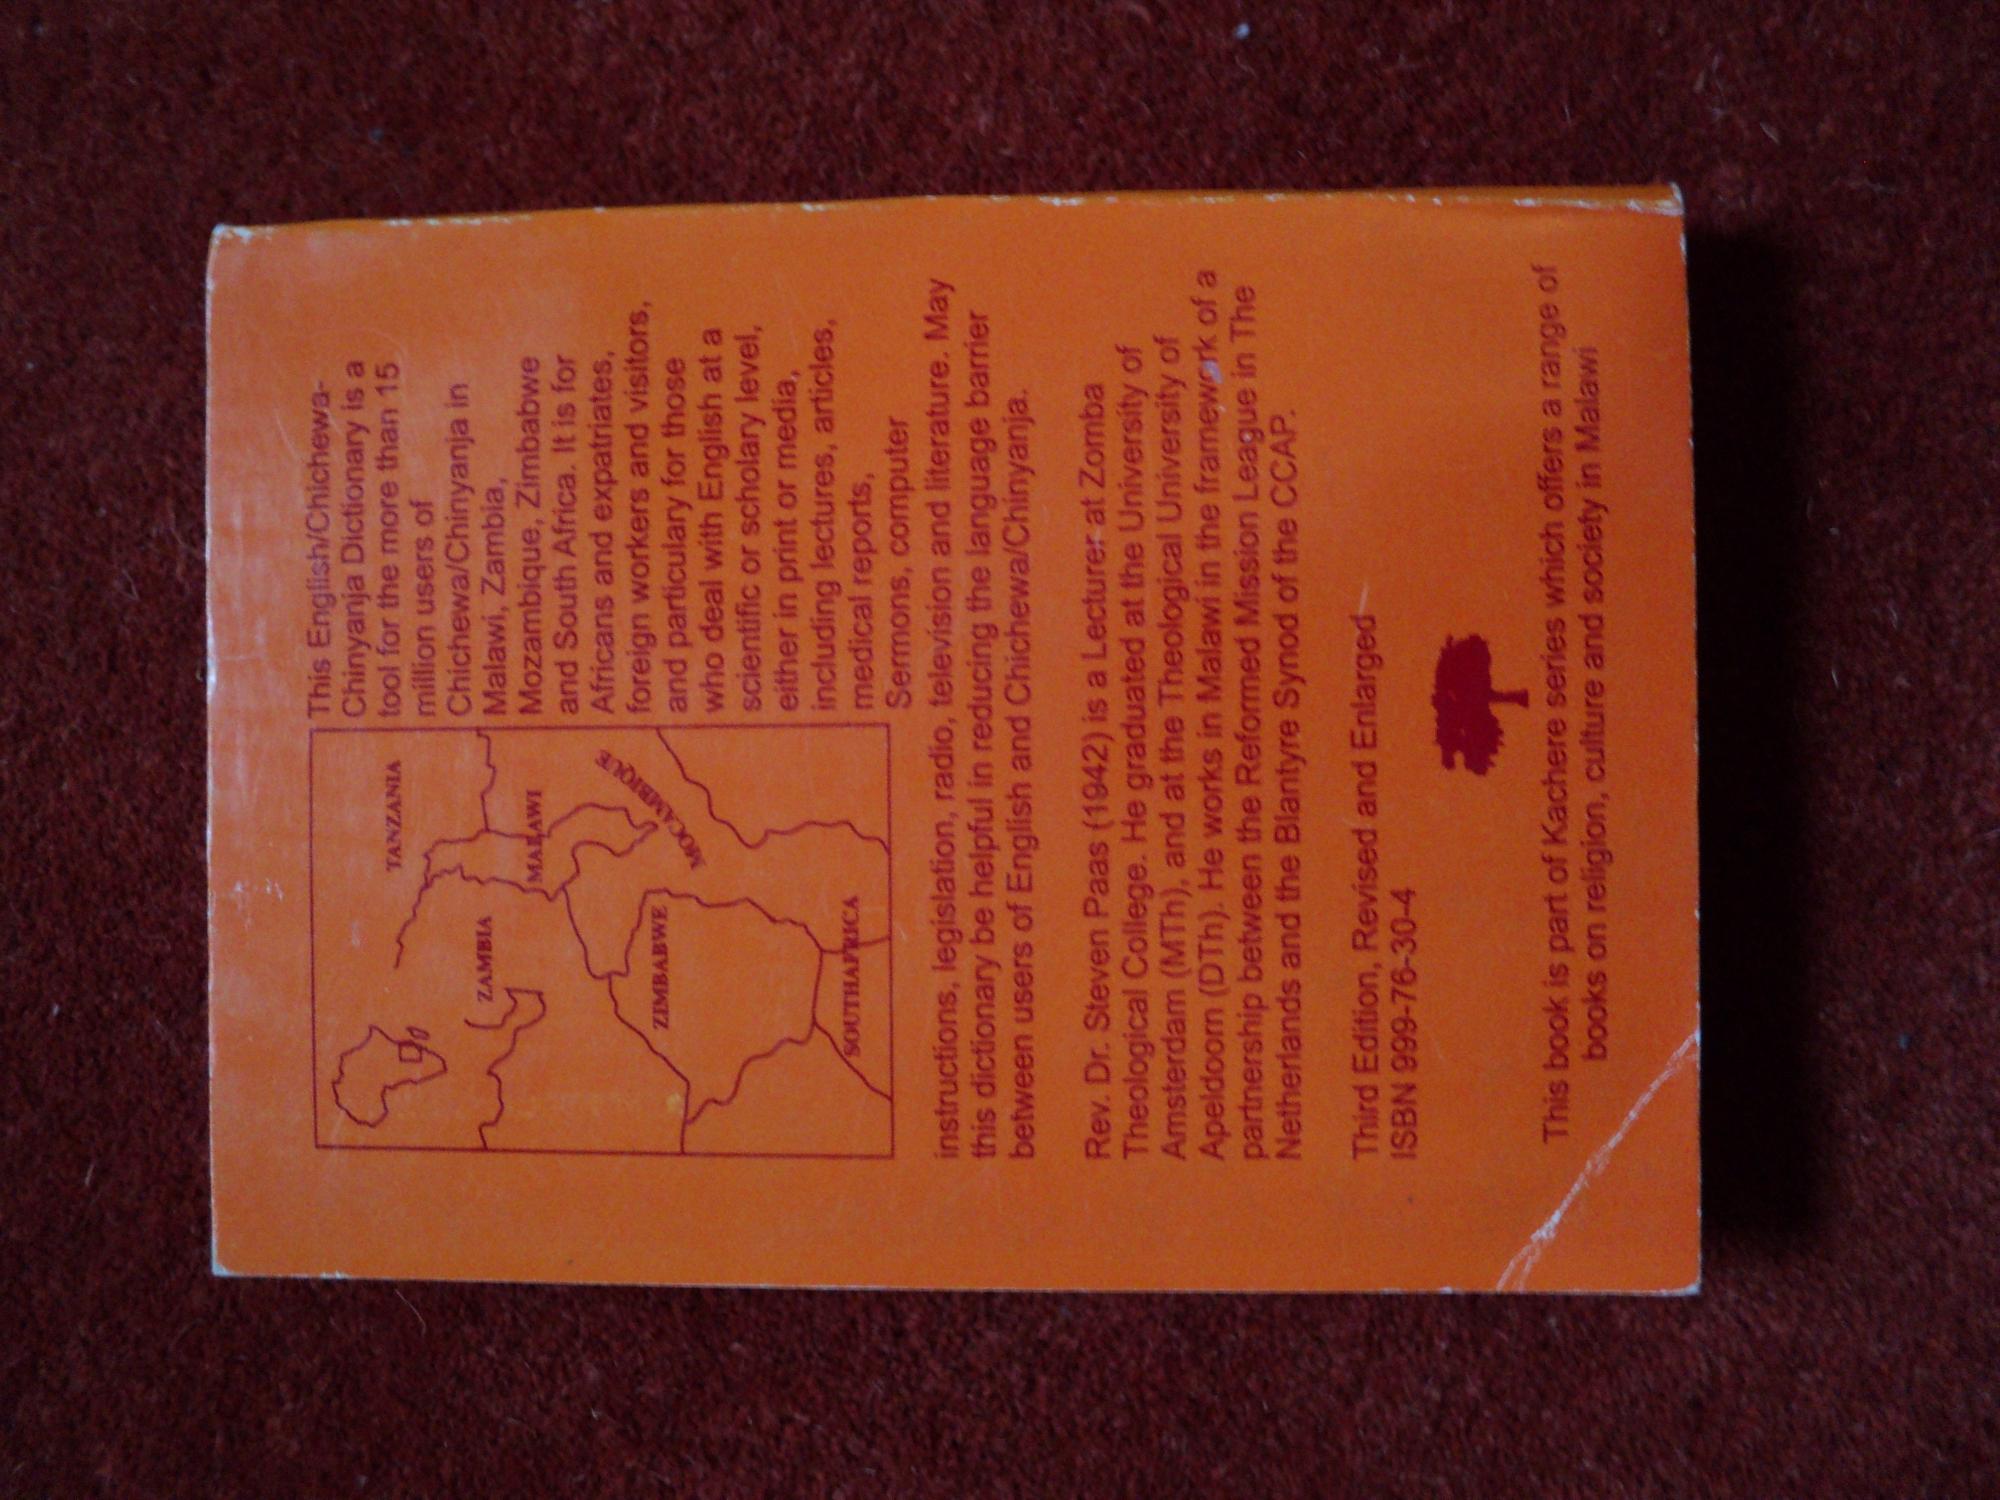 This English/Chichewa-
Chinyanja Dictionary is a
tool for the more than 15
million users of
Chichewa/Chinyanja in
Malawi, Zambia,
Mozambique, Zimbabwe
and South Africa. It is for
Africans and expatriates,
foreign workers and visitors,
and particulary for those
who deal with English at a
scientific or scholary level,
either in print or media,
including lectures, articles,
medical reports,
Sermons, computer
instructions, legislation, radio, television and literature. May
this dictionary be helpful in reducing the language barrier
between users of English and Chichewa/Chinyanja.
TANZANIA
ZAMBIA
MALAWI
MOCAMBIQUE
ZIMBABWE
SOUTHAFRICA
Rev. Dr. Steven Paas (1942) is a Lecturer at Zomba
Theological College. He graduated at the University of
Amsterdam (MTh), and at the Theological University of
Apeldoorn (DTh). He works in Malawi in the framework of a
partnership between the Reformed Mission League in The
Netherlands and the Blantyre Synod of the CCAP.
Third Edition, Revised and Enlarged
ISBN 999-76-30-4
This book is part of Kachere series which offers a range of
books on religion, culture and society in Malawi